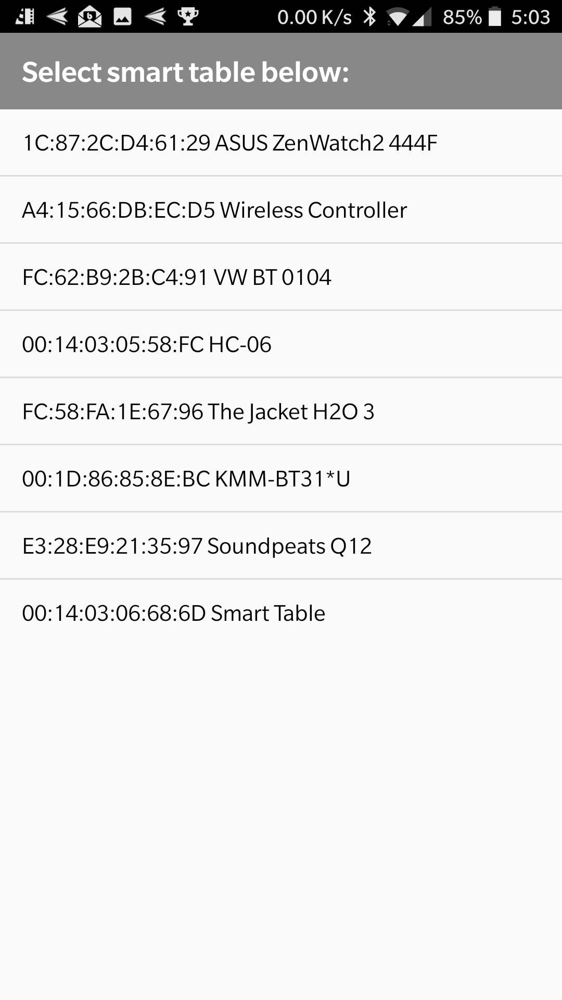 0.00 K/s 85% 5:03
Select smart table below:
1C:87:2C:D4:61:29 ASUS ZenWatch2 444F
A4:15:66:DB:EC:D5 Wireless Controller
FC:62:B9:2B:C4:91 VW BT 0104
00:14:03:05:58:FC HC-06
FC:58:FA:1E:67:96 The Jacket H2O 3
00:1D:86:85:8E:BC KMM-BT31*U
E3:28:E9:21:35:97 Soundpeats Q12
00:14:03:06:68:6D Smart Table